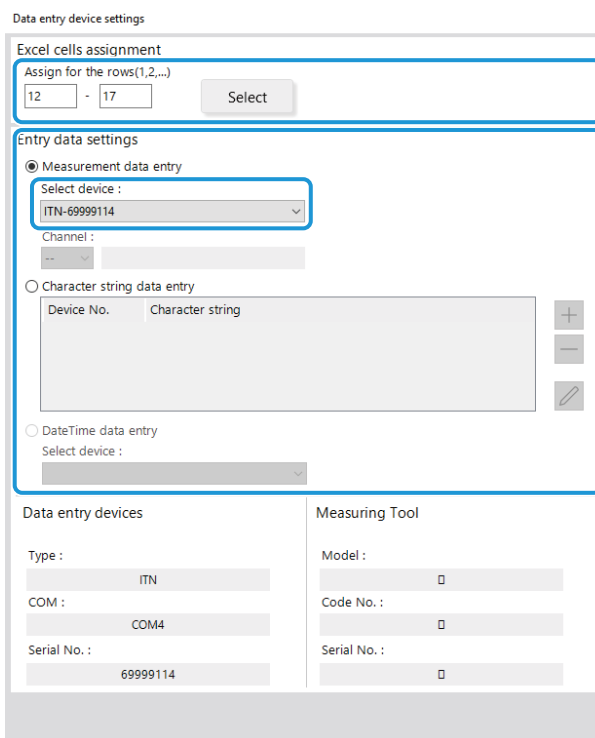 Data entry device settings
Excel cells assignment
Assign for the rows(1,2,...)
12 - 17 Select
Entry data settings
Measurement data entry
Select device :
ITN-69999114
Channel :
--
Character string data entry
Device No. Character string
DateTime data entry
Select device :
Data entry devices
Type :
ITN
COM :
COM4
Serial No. :
69999114
Measuring Tool
Model :
Code No. :
Serial No. :